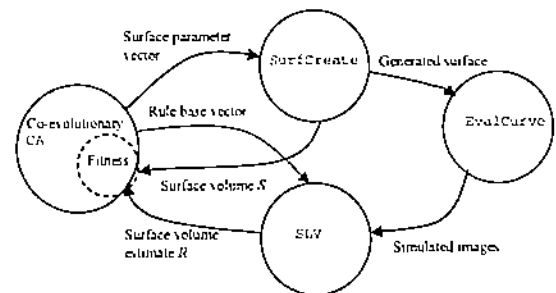 Surface parameter
vector
SurfCreate
Generated surface
Rule base vector
EvalCurve
Co-evolutionary
GA
Fitness
Surface volume S
Surface volume
estimate R
SLV
Simulated images